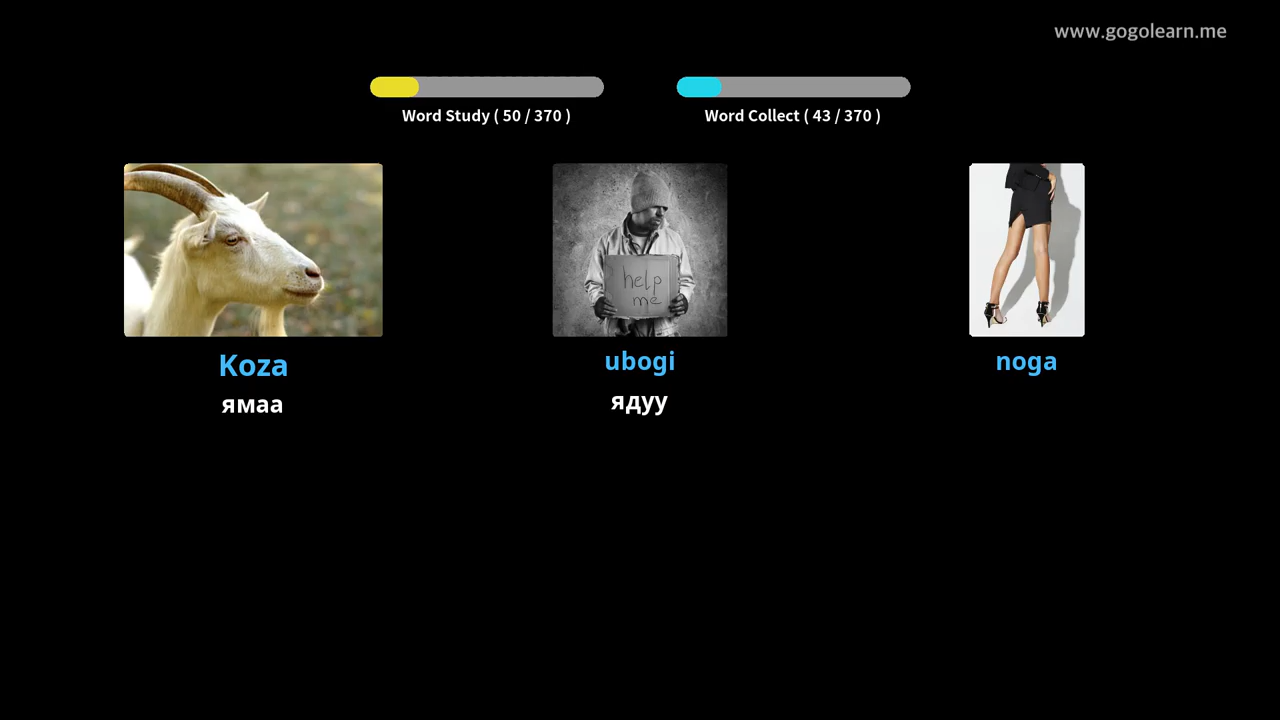 www.gogolearn.me
Word Study ( 50 / 370 )
Word Collect ( 43 / 370 )
help
me
Koza
ubogi
noga
ямаа
ядуу